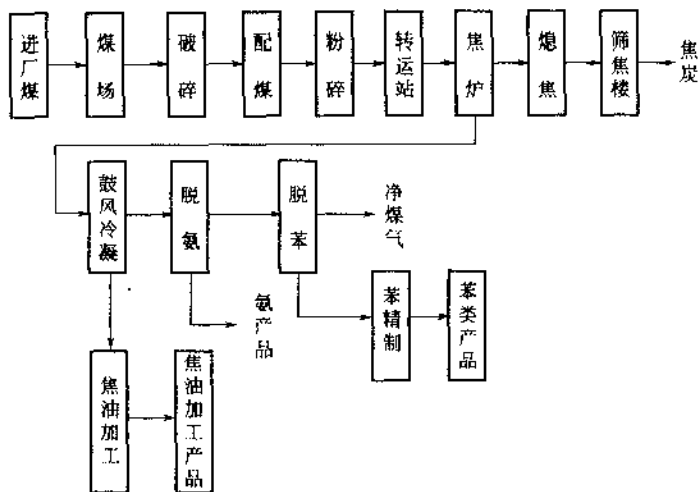 进厂煤
煤场
破碎
配煤
粉碎
转运站
焦炉
熄焦
筛焦楼
焦炭
鼓风冷凝
脱氨
脱苯
净煤气
氨产品
苯精制
苯类产品
焦油加工
焦油加工产品